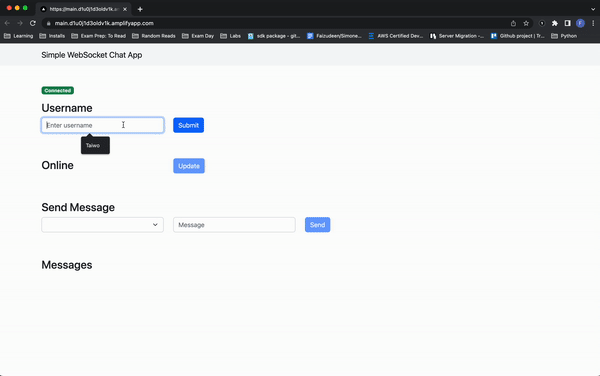 https://main.d1u0j1d3oldv1k.am
main.d1u0j1d3oldv1k.amplifyapp.com
Learning Installs Exam Prep: To Read Random Reads Exam Day Labs sdk package - git... Faizudeen/Simone... AWS Certified Dev... Server Migration -... Github project | Tr... Python
Simple WebSocket Chat App
Connected
Username
Enter username Submit
Taiwo
Online Update
Send Message
Message Send
Messages